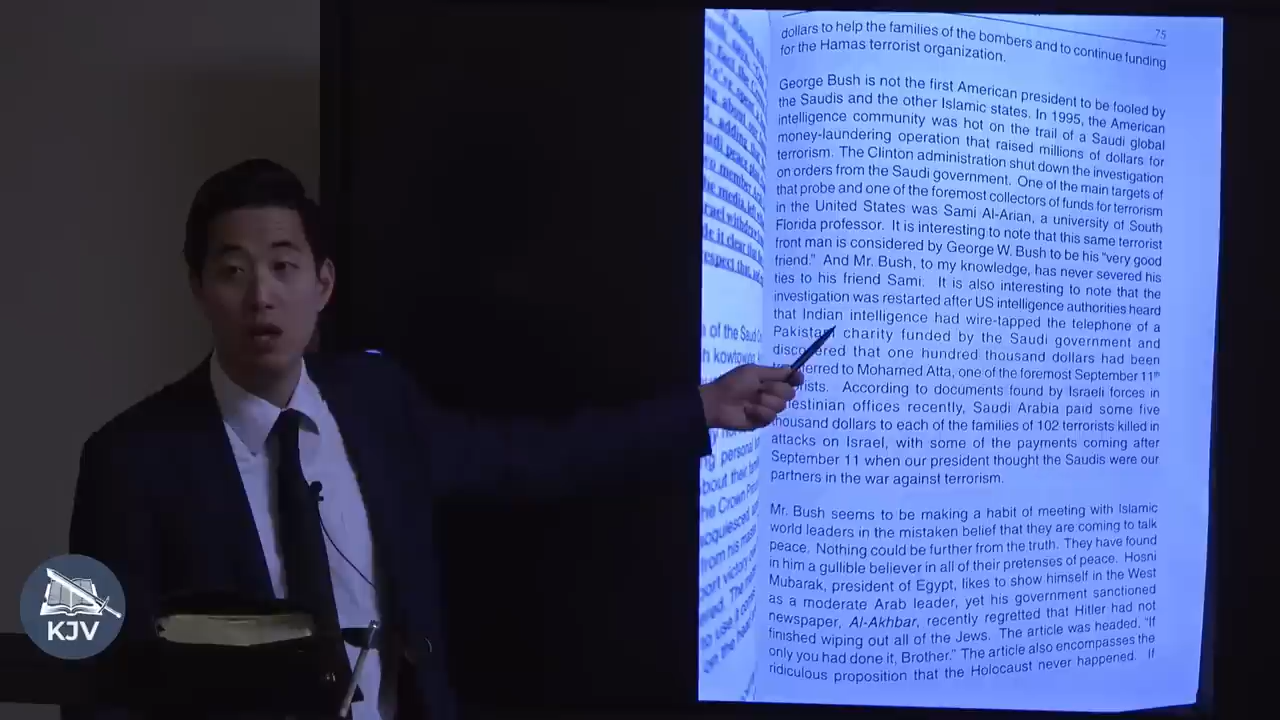 75
dollars to help the families of the bombers and to continue funding
for the Hamas terrorist organization.
George Bush is not the first American president to be fooled by
the Saudis and the other Islamic states. In 1995, the American
intelligence community was hot on the trail of a Saudi global
money-laundering operation that raised millions of dollars for
terrorism. The Clinton administration shut down the investigation
on orders from the Saudi government. One of the main targets of
that probe and one of the foremost collectors of funds for terrorism
in the United States was Sami Al-Arian, a university of South
Florida professor. It is interesting to note that this same terrorist
front man is considered by George W. Bush to be his "very good
friend." And Mr. Bush, to my knowledge, has never severed his
ties to his friend Sami. It is also interesting to note that the
investigation was restarted after US intelligence authorities heard
that Indian intelligence had wire-tapped the telephone of a
Pakistani charity funded by the Saudi government and
discovered that one hundred thousand dollars had been
to Mohamed Atta, one of the foremost September 11th
According to documents found by Israeli forces in
offices recently, Saudi Arabia paid some five
thousand dollars to each of the families of 102 terrorists killed in
attacks on Israel, with some of the payments coming after
September 11 when our president thought the Saudis were our
partners in the war against terrorism.
Mr. Bush seems to be making a habit of meeting with Islamic
world leaders in the mistaken belief that they are coming to talk
peace. Nothing could be further from the truth. They have found
in him a gullible believer in all of their pretenses of peace. Hosni
Mubarak, president of Egypt, likes to show himself in the West
as a moderate Arab leader, yet his government sanctioned
newspaper, Al-Akhbar, recently regretted that Hitler had not
finished wiping out all of the Jews. The article was headed. "If
only you had done it, Brother." The article also encompasses the
ridiculous proposition that the Holocaust never happened. If
KJV